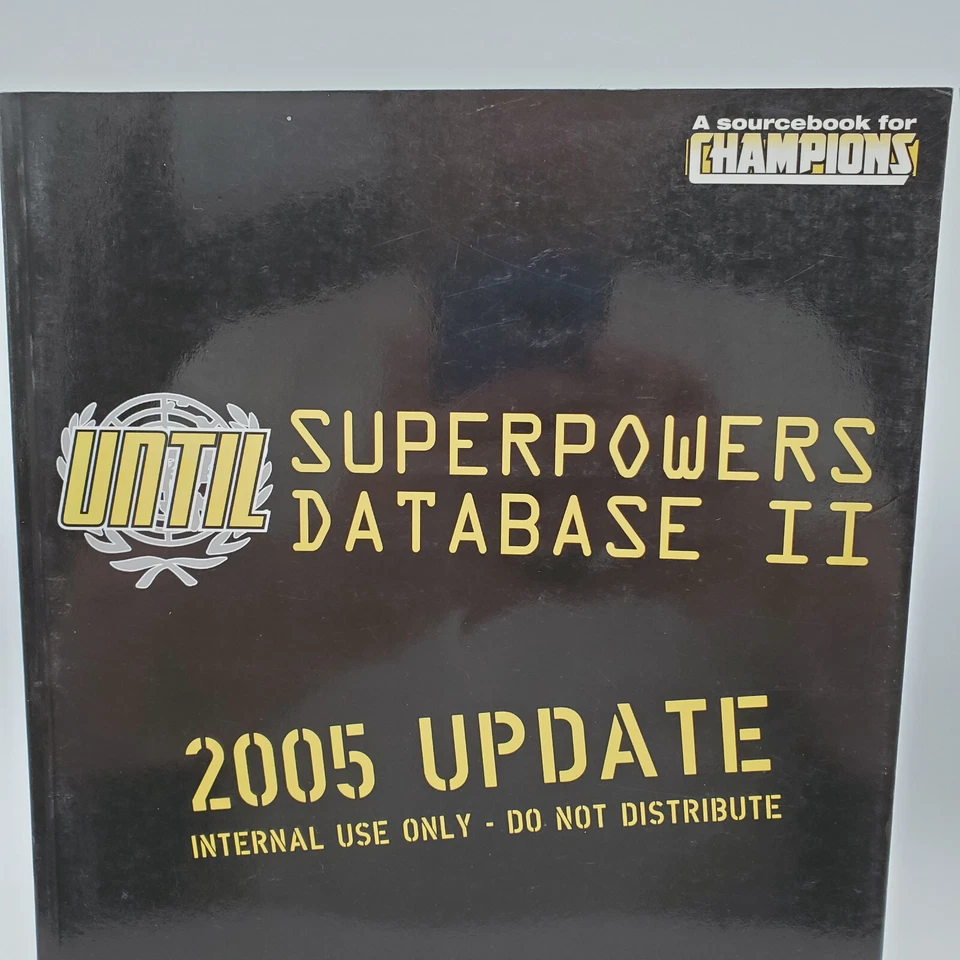 A sourcebook for
CHAMPIONS
UNTIL
SUPERPOWERS
DATABASE II
2005 UPDATE
INTERNAL USE ONLY - DO NOT DISTRIBUTE